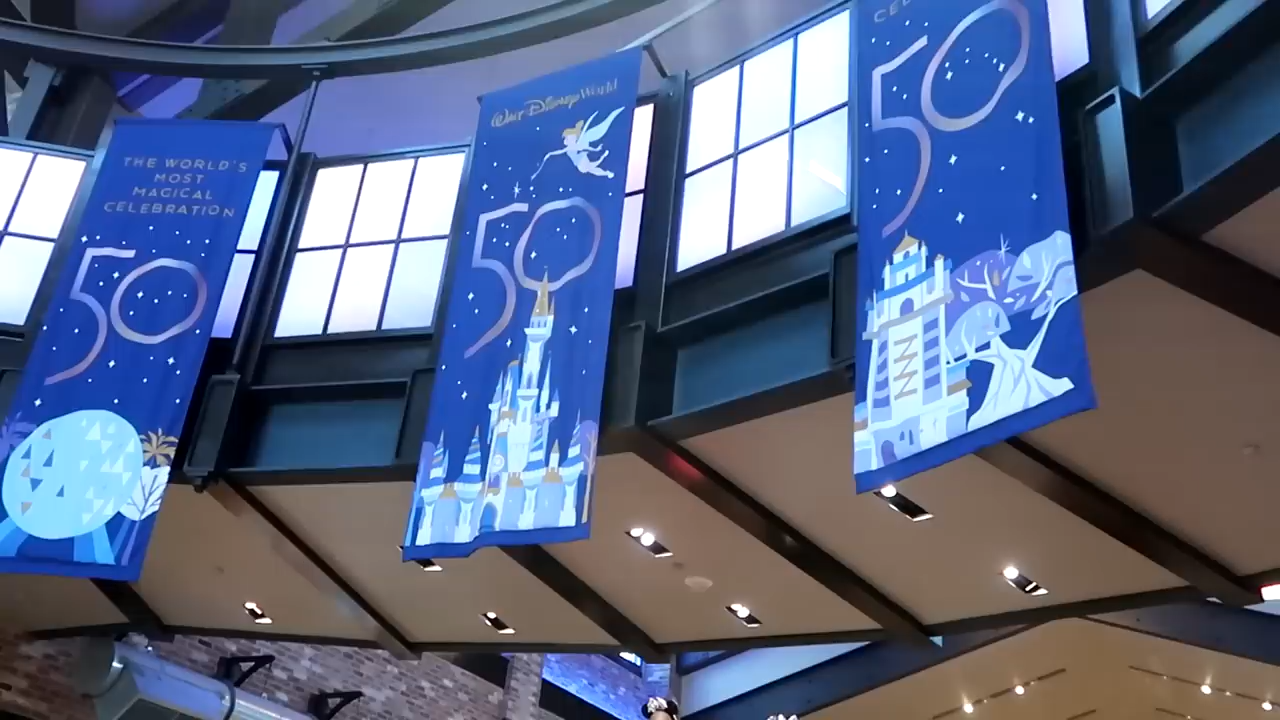 THE WORLD'S
MOST
MAGICAL
CELEBRATION
50
Walt Disney World
50
50